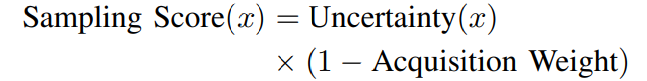 Sampling Score(x) = Uncertainty(x)
× (1 − Acquisition Weight)